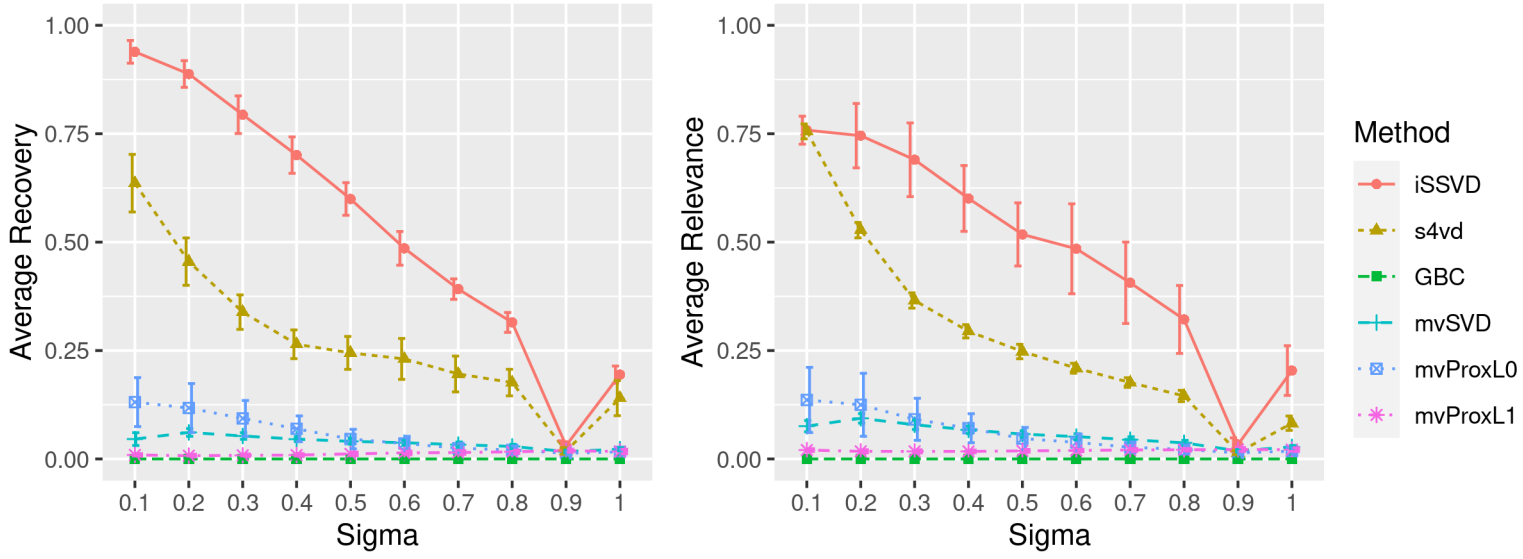 1.00
0.75
0.50
0.25
0.00
Average Recovery
0.1 0.2 0.3 0.4 0.5 0.6 0.7 0.8 0.9 1
Sigma
1.00
0.75
0.50
0.25
0.00
Average Relevance
0.1 0.2 0.3 0.4 0.5 0.6 0.7 0.8 0.9 1
Sigma
Method
iSSVD
s4vd
GBC
mvSVD
mvProxL0
mvProxL1